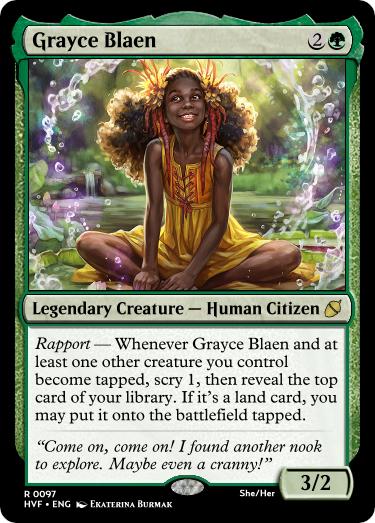 Grayce Blaen 2
Legendary Creature — Human Citizen
Rapport — Whenever Grayce Blaen and at
least one other creature you control
become tapped, scry 1, then reveal the top
card of your library. If it's a land card, you
may put it onto the battlefield tapped.
“Come on, come on! I found another nook
to explore. Maybe even a cranny!”
3/2
R 0097 She/Her
HVF • ENG Ekaterina Burmak